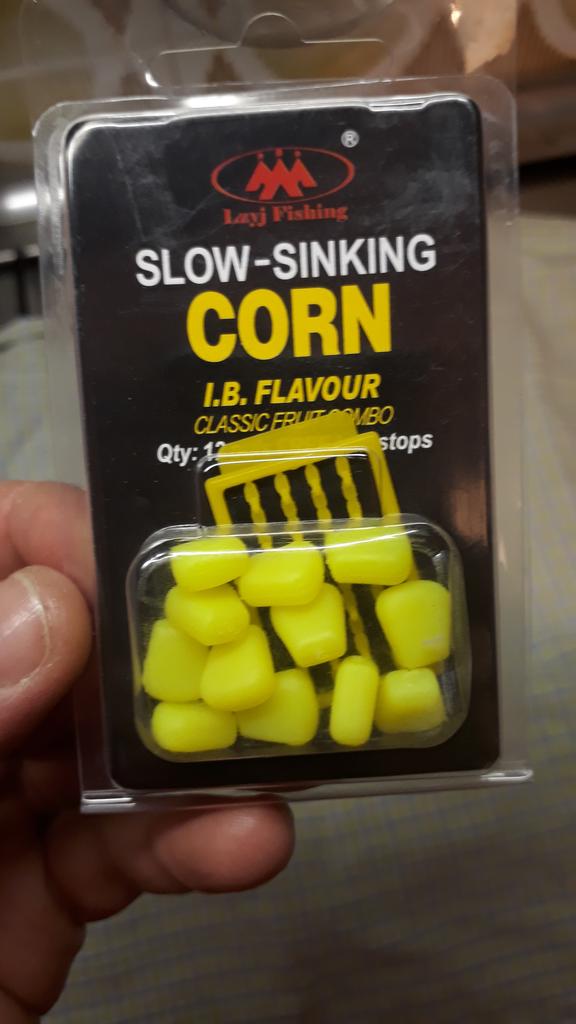 ®
Layj Fishing
SLOW-SINKING
CORN
I.B. FLAVOUR
CLASSIC FRUIT COMBO
Qty: stops